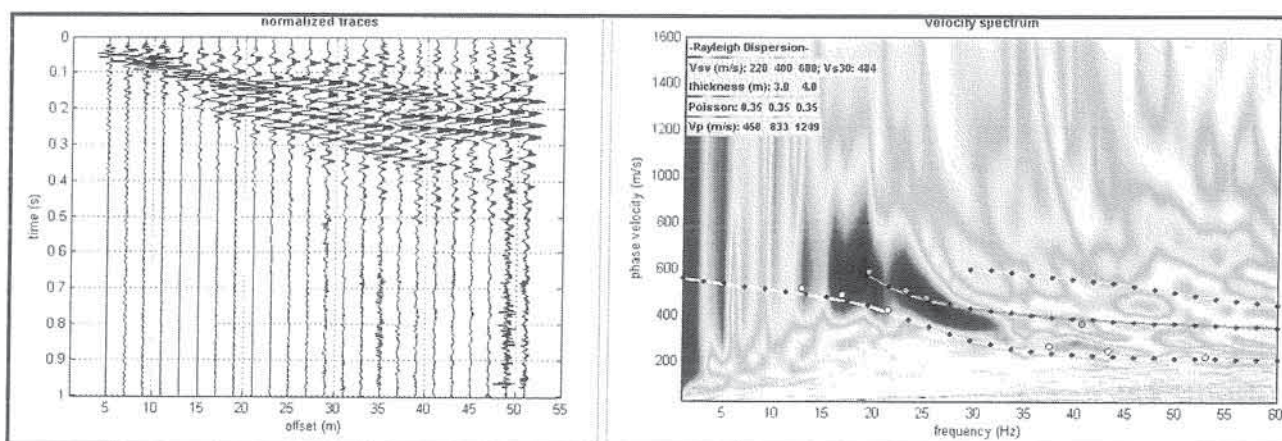 normalized traces
0
0.1
0.2
0.3
0.4
0.5
0.6
0.7
0.8
0.9
1
time (s)
5 10 15 20 25 30 35 40 45 50 55
offset (m)
velocity spectrum
-Rayleigh Dispersion-
Vsv (m/s): 220 400 600; Vs30: 484
thickness (m): 3.0 4.0
Poisson: 0.35 0.35 0.35
Vp (m/s): 458 833 1249
1600
1400
1200
1000
800
600
400
200
phase velocity (m/s)
5 10 15 20 25 30 35 40 45 50 55 60
frequency (Hz)